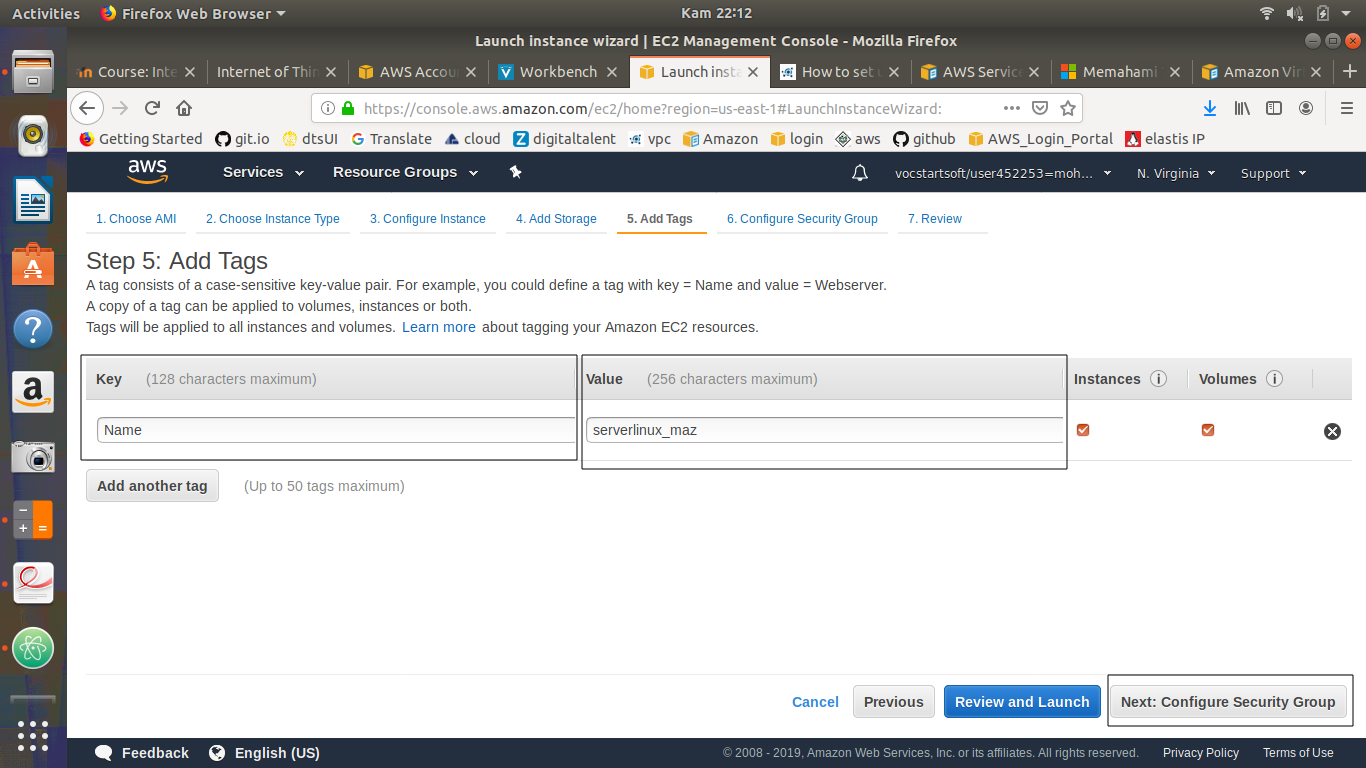 Activities Firefox Web Browser Kam 22:12
Launch instance wizard | EC2 Management Console - Mozilla Firefox
Course: Inte Internet of Thin AWS Accou Workbench Launch insta How to set u AWS Service Memahami Amazon Vir
https://console.aws.amazon.com/ec2/home?region=us-east-1#LaunchInstanceWizard:
Getting Started git.io dtsUI Translate cloud digitaltalent vpc Amazon login aws github AWS_Login_Portal elastis IP
aws Services Resource Groups vocstartsoft/user452253=moh... N. Virginia Support
1. Choose AMI 2. Choose Instance Type 3. Configure Instance 4. Add Storage 5. Add Tags 6. Configure Security Group 7. Review
Step 5: Add Tags
A tag consists of a case-sensitive key-value pair. For example, you could define a tag with key = Name and value = Webserver.
A copy of a tag can be applied to volumes, instances or both.
Tags will be applied to all instances and volumes. Learn more about tagging your Amazon EC2 resources.
Key (128 characters maximum) Value (256 characters maximum) Instances Volumes
Name serverlinux_maz
Add another tag (Up to 50 tags maximum)
Cancel Previous Review and Launch Next: Configure Security Group
Feedback English (US) © 2008 - 2019, Amazon Web Services, Inc. or its affiliates. All rights reserved. Privacy Policy Terms of Use